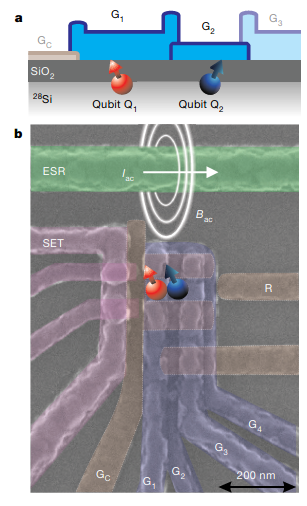 a
G1
G2
G3
GC
SiO2
28Si
Qubit Q1
Qubit Q2
b
ESR
Iac
Bac
SET
R
G4
G3
GC
G1
G2
200 nm